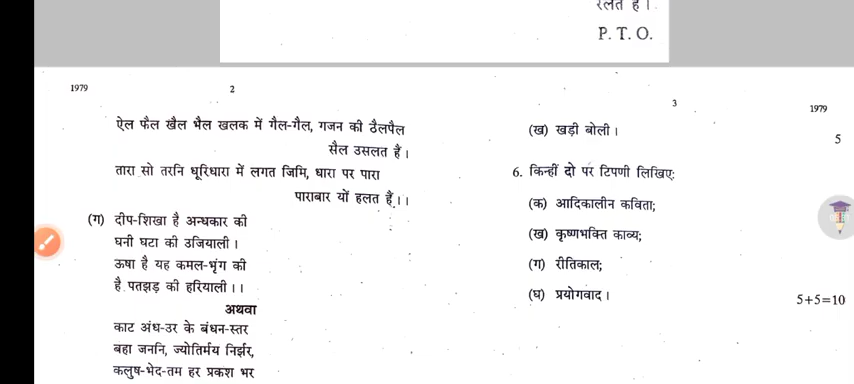 P. T. O.
1979
2
ऐल फैल खैल भैल खलक में गैल-गैल, गजन की ठैलपैल
सैल उसलत हैं।
तारा सो तरनि धूरिधारा में लगत जिमि, धारा पर पारा
पाराबार यों हलत हैं।।
(ग) दीप-शिखा है अन्धकार की
घनी घटा की उजियाली।
ऊषा है यह कमल-भृंग की
है पतझड़ की हरियाली।।
अथवा
काट अंध-उर के बंधन-स्तर
बहा जननि, ज्योतिर्मय निर्झर,
कलुष-भेद-तम हर प्रकश भर
3
1979
(ख) खड़ी बोली।
5
6. किन्हीं दो पर टिपणी लिखिए:
(क) आदिकालीन कविता;
(ख) कृष्णभक्ति काव्य;
(ग) रीतिकाल;
(घ) प्रयोगवाद।
5+5=10